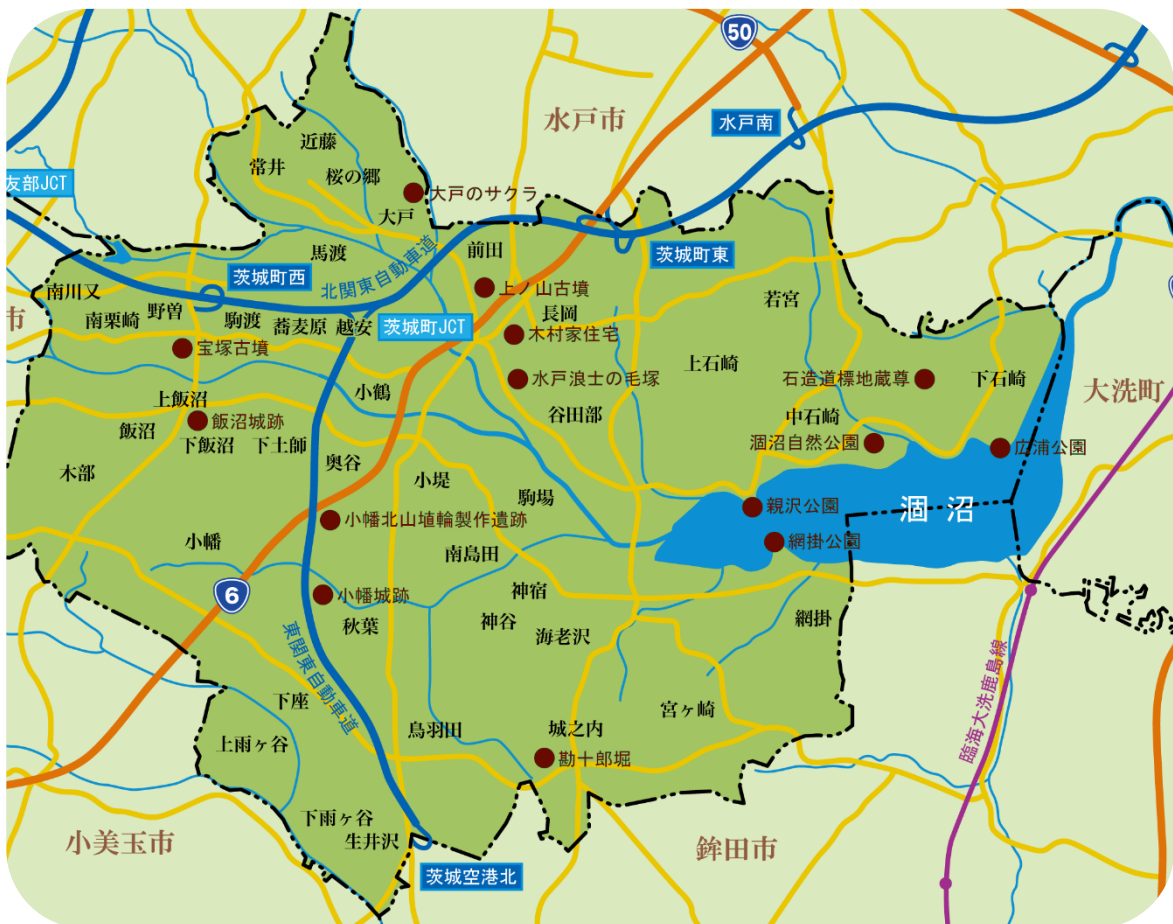 50
水戸市
水戸南
近藤
常井
桜の郷
友部JCT
大戸のサクラ
大戸
前田
茨城町東
馬渡
北関東自動車道
茨城町西
南川又
上ノ山古墳
若宮
市
野曽
南栗崎
駒渡
蕎麦原
越安
茨城町JCT
長岡
木村家住宅
宝塚古墳
上石崎
水戸浪士の毛塚
石造道標地蔵尊
下石崎
大洗町
小鶴
上飯沼
飯沼城跡
谷田部
中石崎
飯沼
下飯沼
下土師
涸沼自然公園
広浦公園
奥谷
木部
小堤
駒場
親沢公園
涸沼
小幡北山埴輪製作遺跡
小幡
網掛公園
南島田
6
小幡城跡
神宿
秋葉
神谷
海老沢
網掛
東関東自動車道
臨海大洗鹿島線
下座
宮ヶ崎
鳥羽田
城之内
上雨ヶ谷
勘十郎堀
下雨ヶ谷
生井沢
小美玉市
鉾田市
茨城空港北